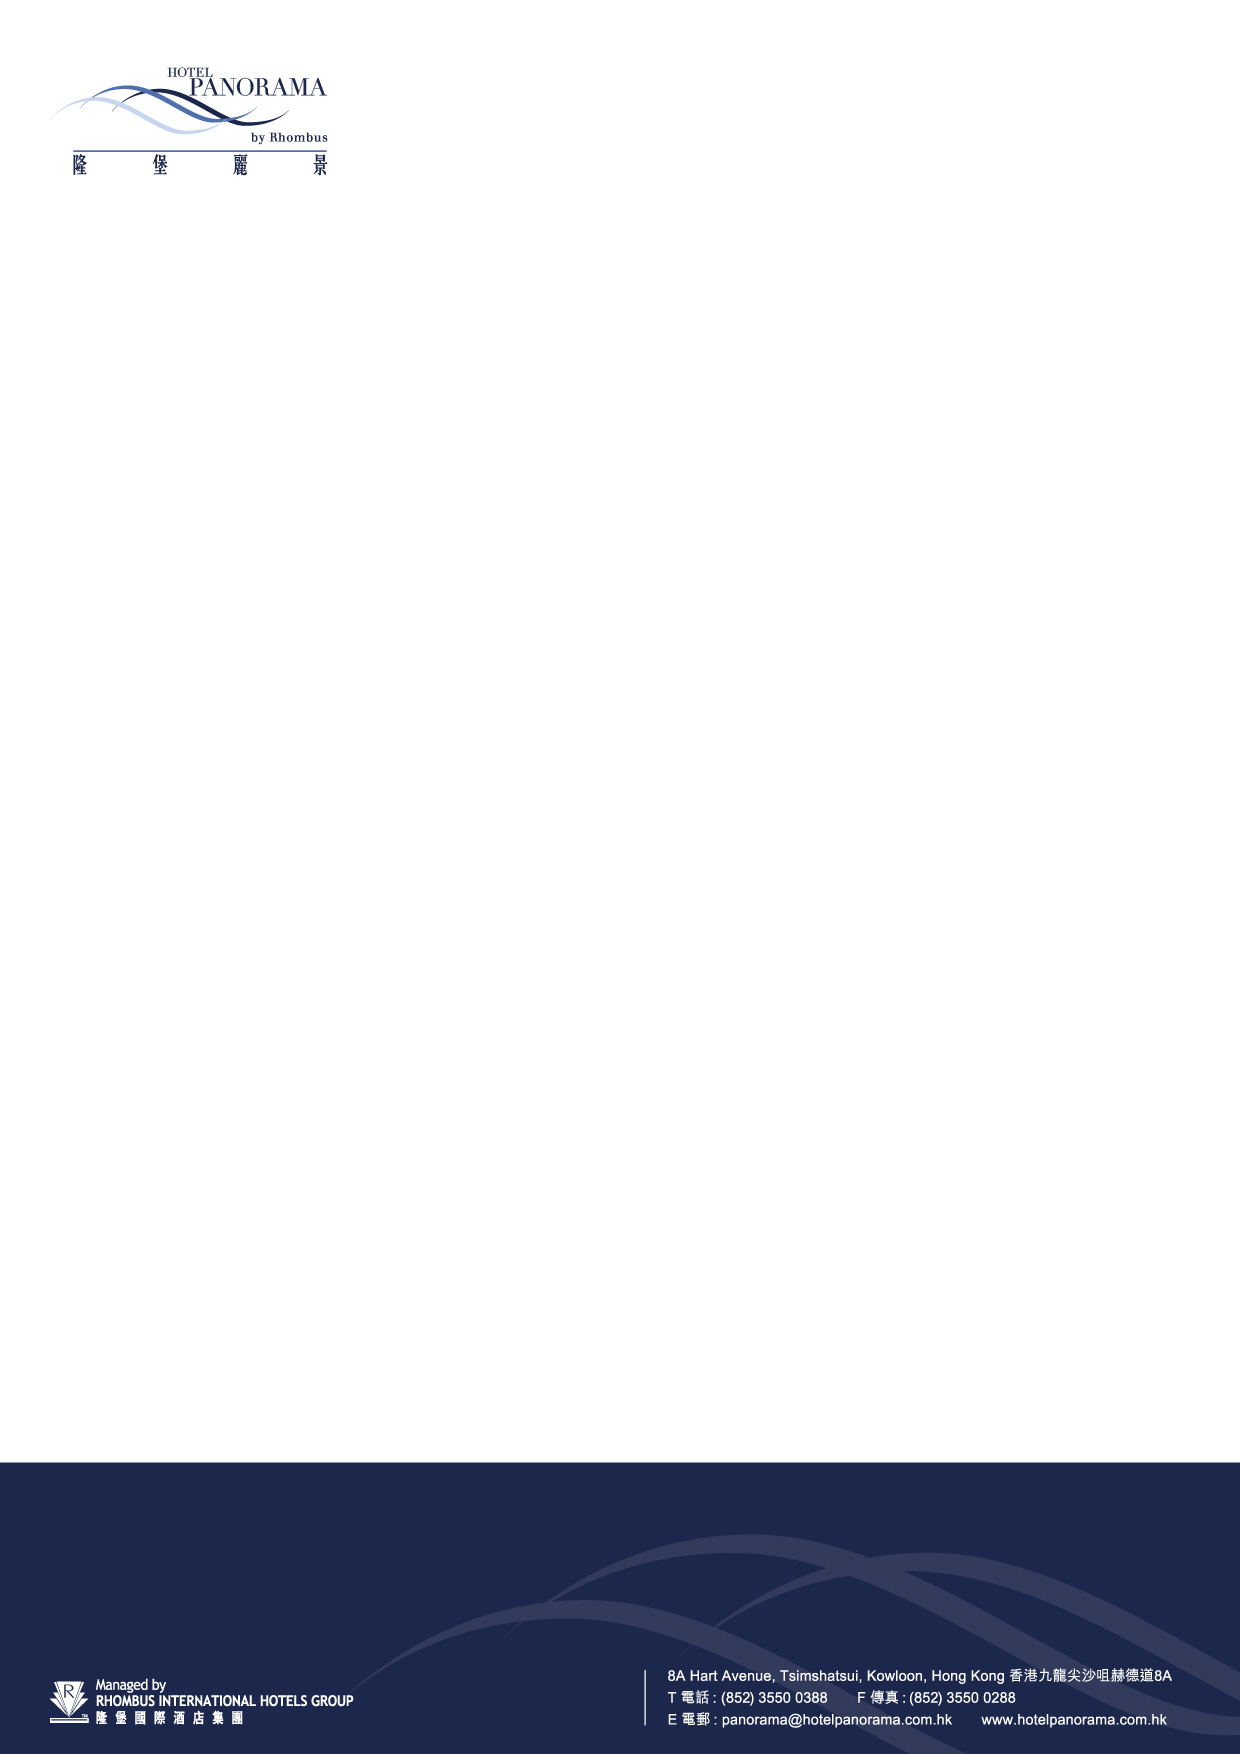 HOTEL
PANORAMA
by Rhombus
隆堡麗景
Managed by
RHOMBUS INTERNATIONAL HOTELS GROUP
隆堡國際酒店集團
R
TM
8A Hart Avenue, Tsimshatsui, Kowloon, Hong Kong 香港九龍尖沙咀赫德道8A
T 電話 : (852) 3550 0388 F 傳真 : (852) 3550 0288
E 電郵 : panorama@hotelpanorama.com.hk www.hotelpanorama.com.hk